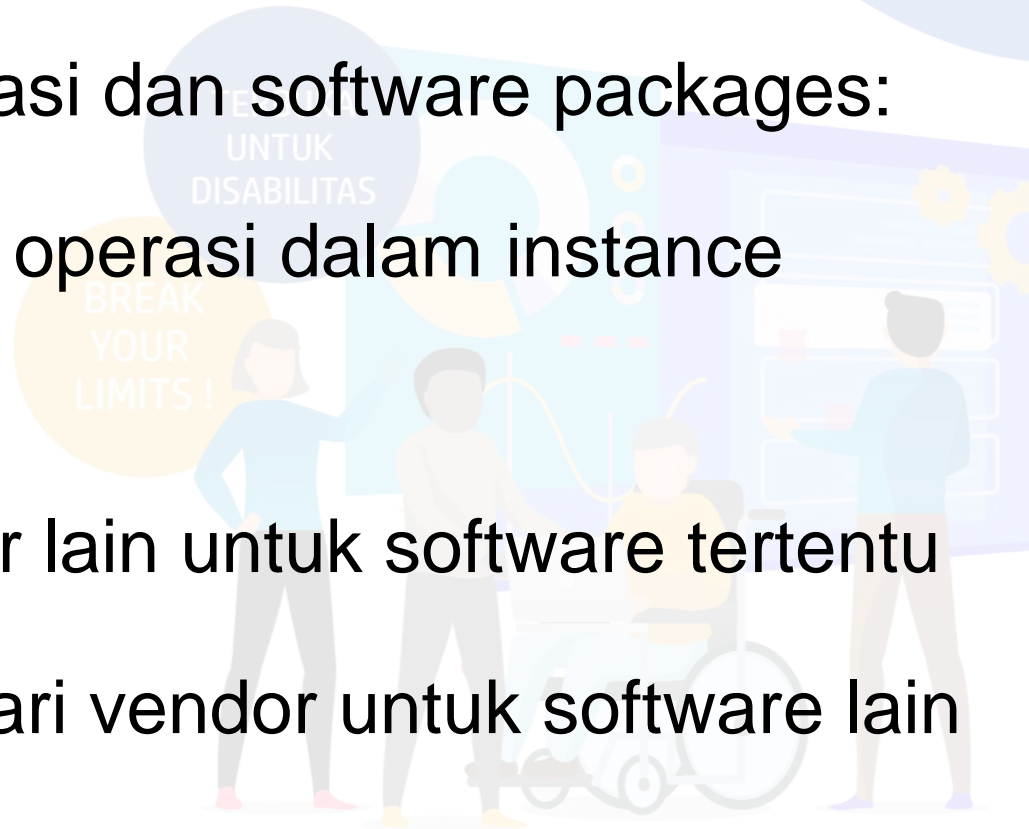 asi dan software packages:
UNTUK
DISABILITAS
operasi dalam instance
BREAK
YOUR
LIMITS !
r lain untuk software tertentu
ari vendor untuk software lain